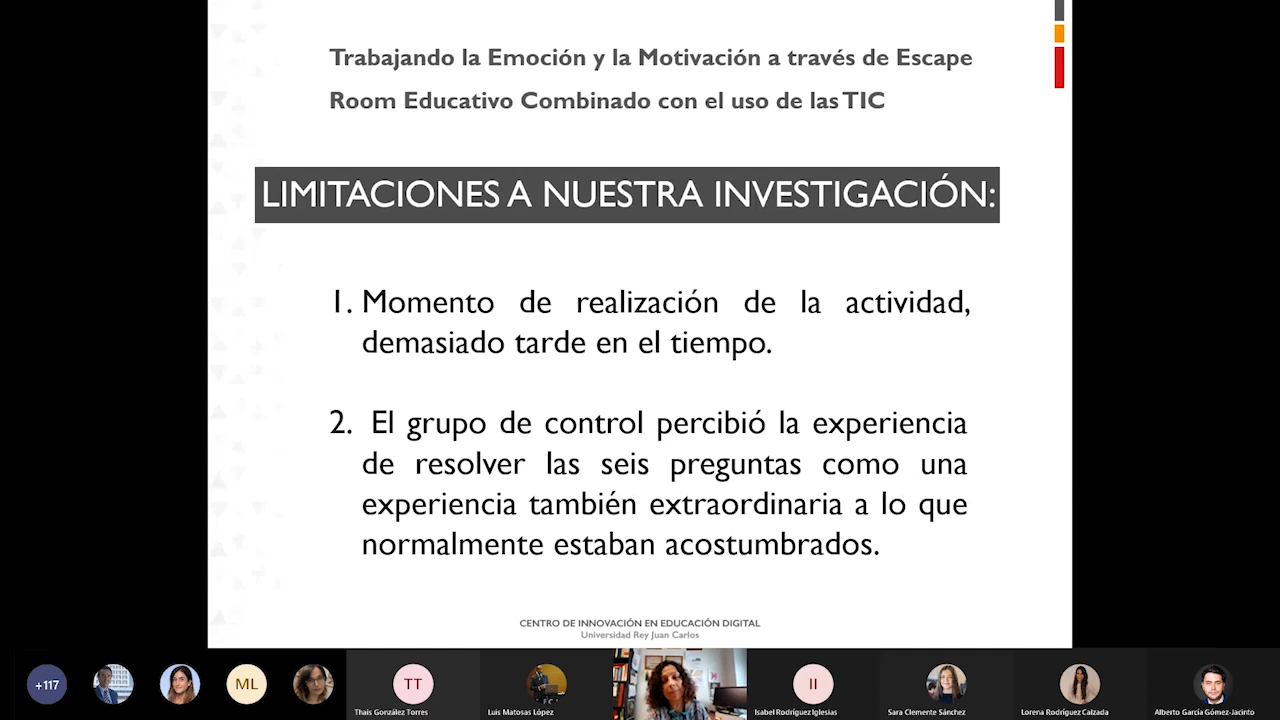 Trabajando la Emoción y la Motivación a través de Escape
Room Educativo Combinado con el uso de las TIC
LIMITACIONES A NUESTRA INVESTIGACIÓN:
1. Momento de realización de la actividad,
demasiado tarde en el tiempo.
2. El grupo de control percibió la experiencia
de resolver las seis preguntas como una
experiencia también extraordinaria a lo que
normalmente estaban acostumbrados.
CENTRO DE INNOVACIÓN EN EDUCACIÓN DIGITAL
Universidad Rey Juan Carlos
+117
ML
TT
II
Thais González Torres
Luis Matosas López
Isabel Rodríguez Iglesias
Sara Clemente Sánchez
Lorena Rodríguez Calzada
Alberto García Gómez-Jacinto